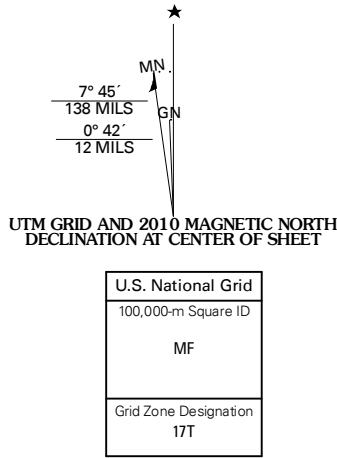 ★
MN
7° 45´
138 MILS
GN
0° 42´
12 MILS
UTM GRID AND 2010 MAGNETIC NORTH
DECLINATION AT CENTER OF SHEET
U.S. National Grid
100,000-m Square ID
MF
Grid Zone Designation
17T